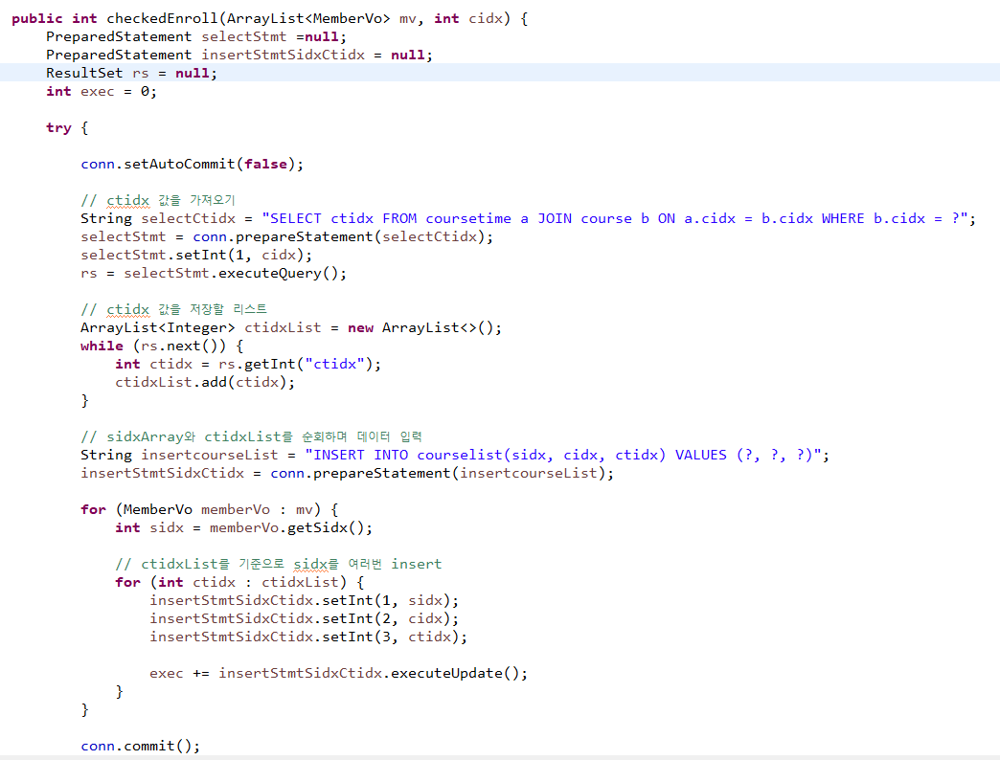 public int checkedEnroll(ArrayList<MemberVo> mv, int cidx) {
    PreparedStatement selectStmt =null;
    PreparedStatement insertStmtSidxCtidx = null;
    ResultSet rs = null;
    int exec = 0;

    try {

        conn.setAutoCommit(false);

        // ctidx 값을 가져오기
        String selectCtidx = "SELECT ctidx FROM coursetime a JOIN course b ON a.cidx = b.cidx WHERE b.cidx = ?";
        selectStmt = conn.prepareStatement(selectCtidx);
        selectStmt.setInt(1, cidx);
        rs = selectStmt.executeQuery();

        // ctidx 값을 저장할 리스트
        ArrayList<Integer> ctidxList = new ArrayList<>();
        while (rs.next()) {
            int ctidx = rs.getInt("ctidx");
            ctidxList.add(ctidx);
        }

        // sidxArray와 ctidxList를 순회하며 데이터 입력
        String insertcourseList = "INSERT INTO courselist(sidx, cidx, ctidx) VALUES (?, ?, ?)";
        insertStmtSidxCtidx = conn.prepareStatement(insertcourseList);

        for (MemberVo memberVo : mv) {
            int sidx = memberVo.getSidx();

            // ctidxList를 기준으로 sidx를 여러번 insert
            for (int ctidx : ctidxList) {
                insertStmtSidxCtidx.setInt(1, sidx);
                insertStmtSidxCtidx.setInt(2, cidx);
                insertStmtSidxCtidx.setInt(3, ctidx);

                exec += insertStmtSidxCtidx.executeUpdate();
            }
        }

        conn.commit();